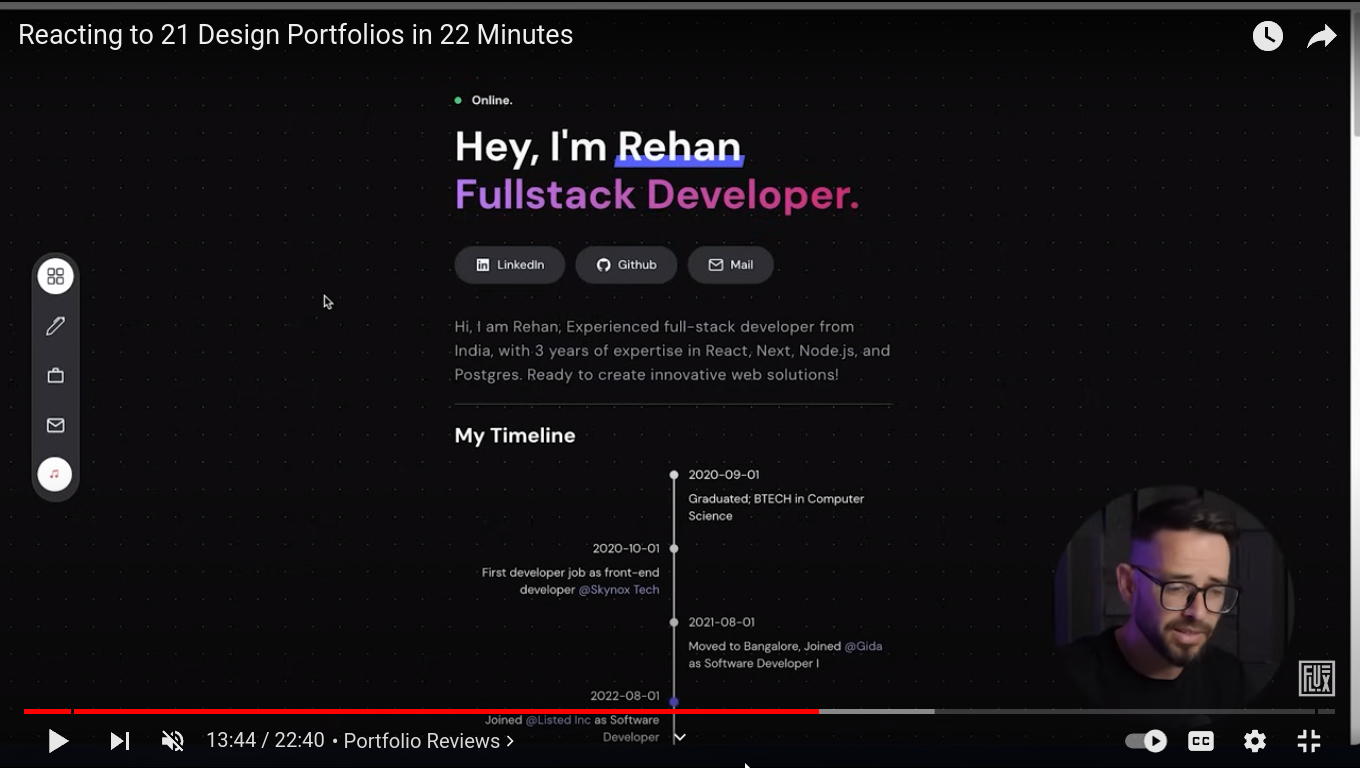 Reacting to 21 Design Portfolios in 22 Minutes
Online.
Hey, I'm Rehan
Fullstack Developer.
LinkedIn
Github
Mail
Hi, I am Rehan, Experienced full-stack developer from
India, with 3 years of expertise in React, Next, Node.js, and
Postgres. Ready to create innovative web solutions!
My Timeline
2020-09-01
Graduated; BTECH in Computer
Science
2020-10-01
First developer job as front-end
developer @Skynox Tech
2021-08-01
Moved to Bangalore, Joined @Gida
as Software Developer I
2022-08-01
Joined @Listed Inc as Software
Developer
FLUX
13:44 / 22:40 • Portfolio Reviews
CC